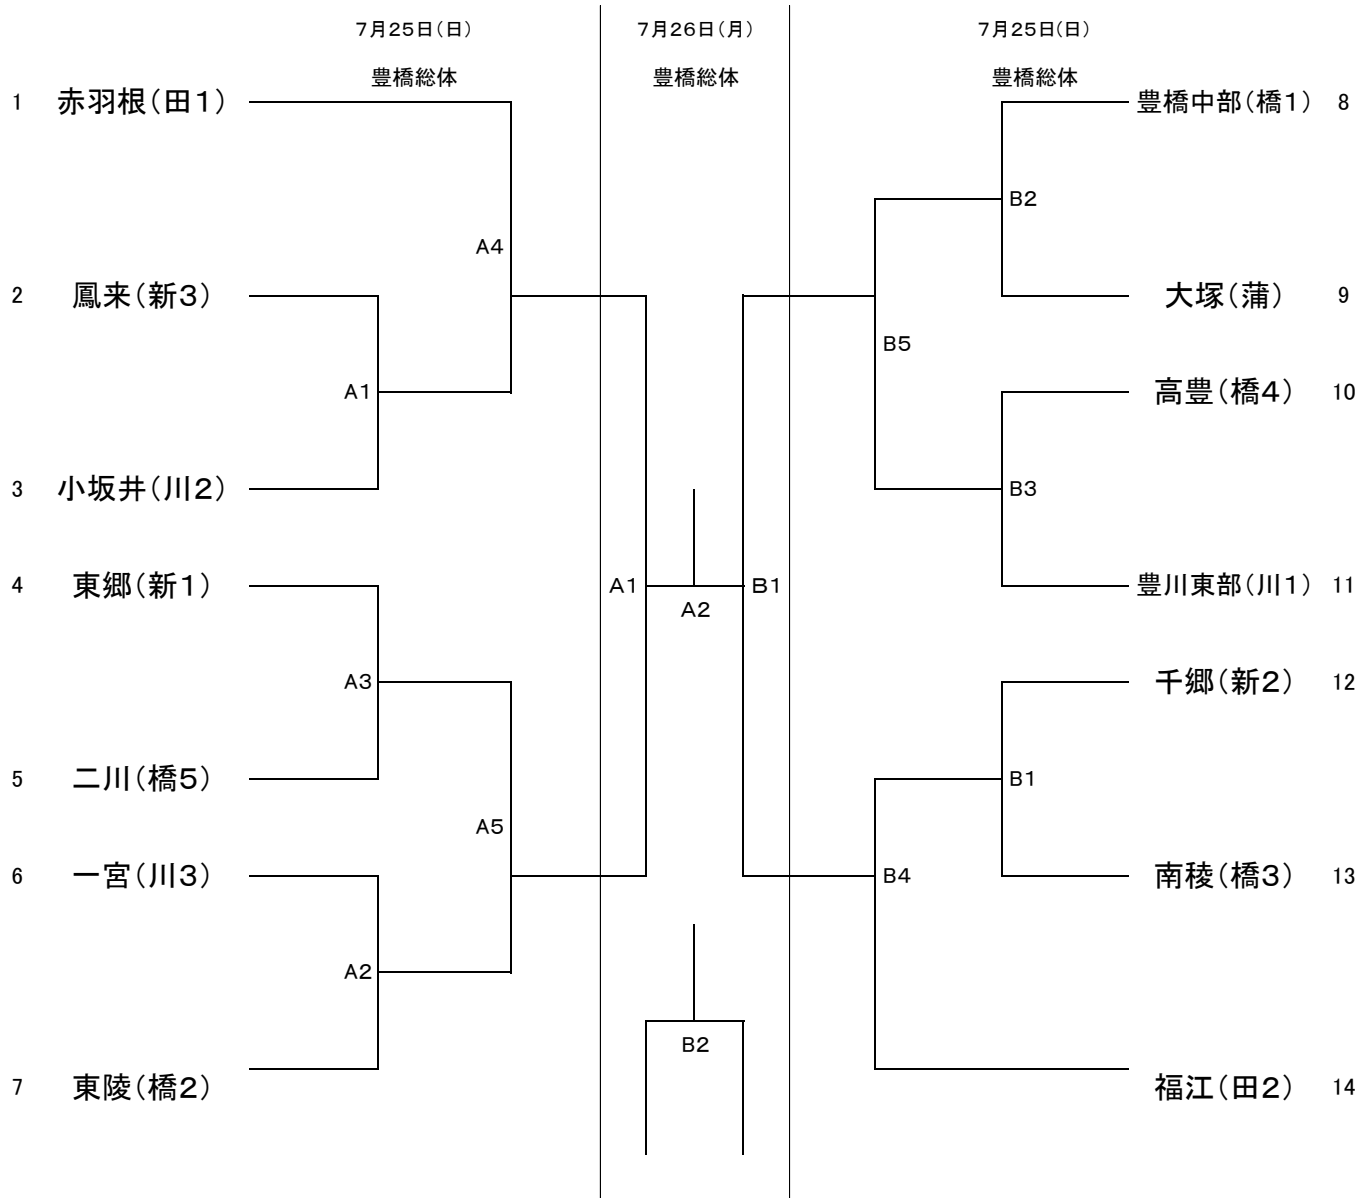 ７月２５日（日）
豊橋総体
７月２６日（月）
豊橋総体
７月２５日（日）
豊橋総体
1 赤羽根（田１）
A4
2 鳳来（新３）
A1
3 小坂井（川２）
4 東郷（新１）
A3
5 二川（橋５）
A5
6 一宮（川３）
A2
7 東陵（橋２）
A1
A2
B1
B2
豊橋中部（橋１） 8
B2
大塚（蒲） 9
B5
高豊（橋４） 10
B3
豊川東部（川１） 11
千郷（新２） 12
B1
B4
南稜（橋３） 13
福江（田２） 14